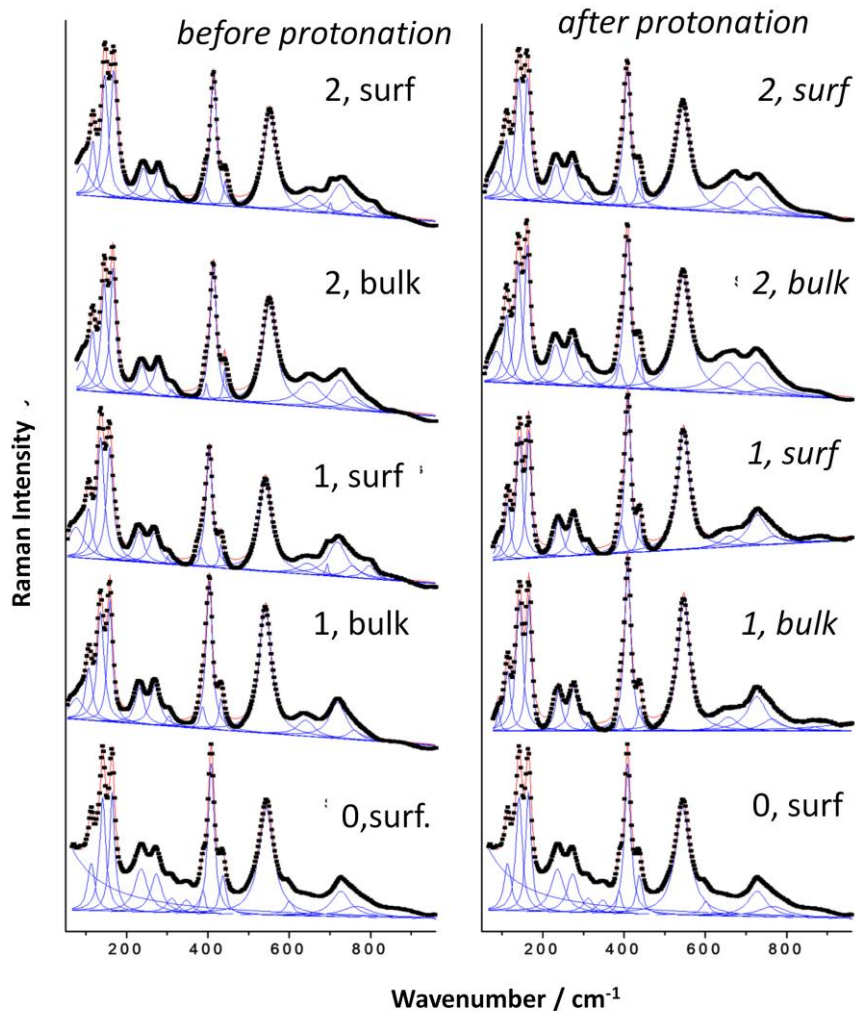 before protonation
after protonation
2, surf
2, surf
2, bulk
2, bulk
1, surf
1, surf
1, bulk
1, bulk
0,surf.
0, surf
Raman Intensity
200 400 600 800
200 400 600 800
Wavenumber / cm⁻¹